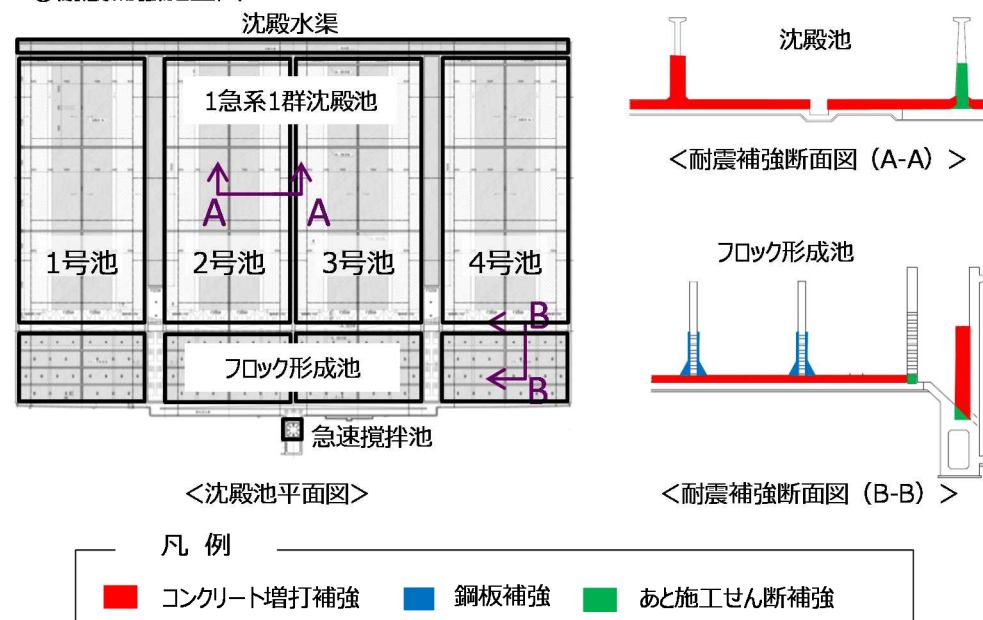 沈殿水渠
1急系1群沈殿池
A
A
1号池
2号池
3号池
4号池
B
フロック形成池
B
急速撹拌池
＜沈殿池平面図＞
沈殿池
＜耐震補強断面図（A-A）＞
フロック形成池
＜耐震補強断面図（B-B）＞
凡 例
コンクリート増打補強
鋼板補強
あと施工せん断補強